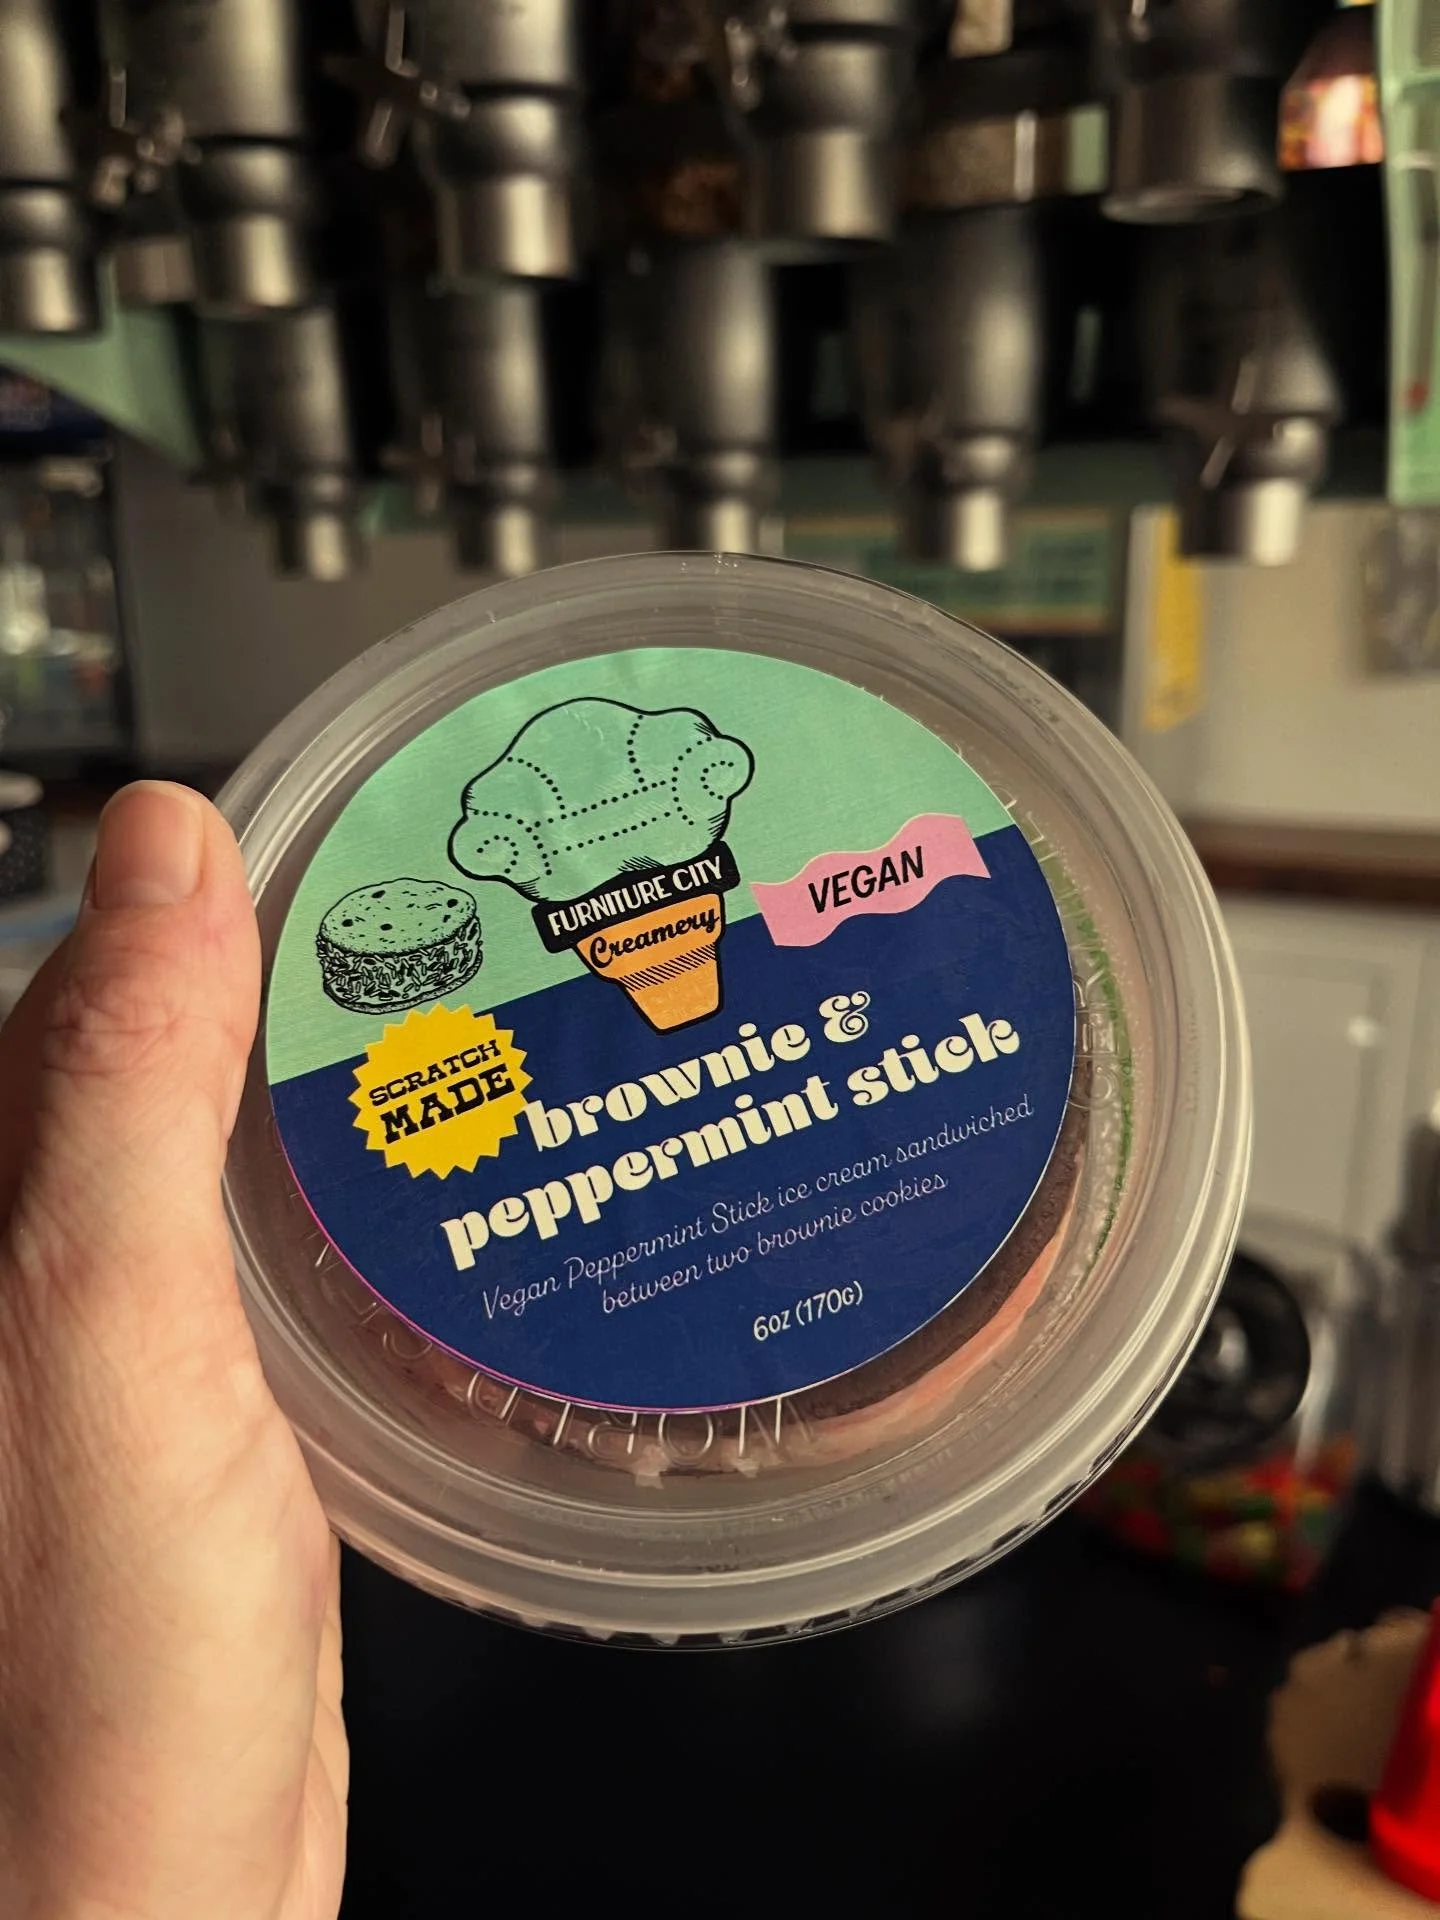 FURNITURE CITY
Creamery
VEGAN
SCRATCH
MADE
brownie &
peppermint stick
Vegan Peppermint Stick ice cream sandwiched
between two brownie cookies
6oz (170G)
WORLD